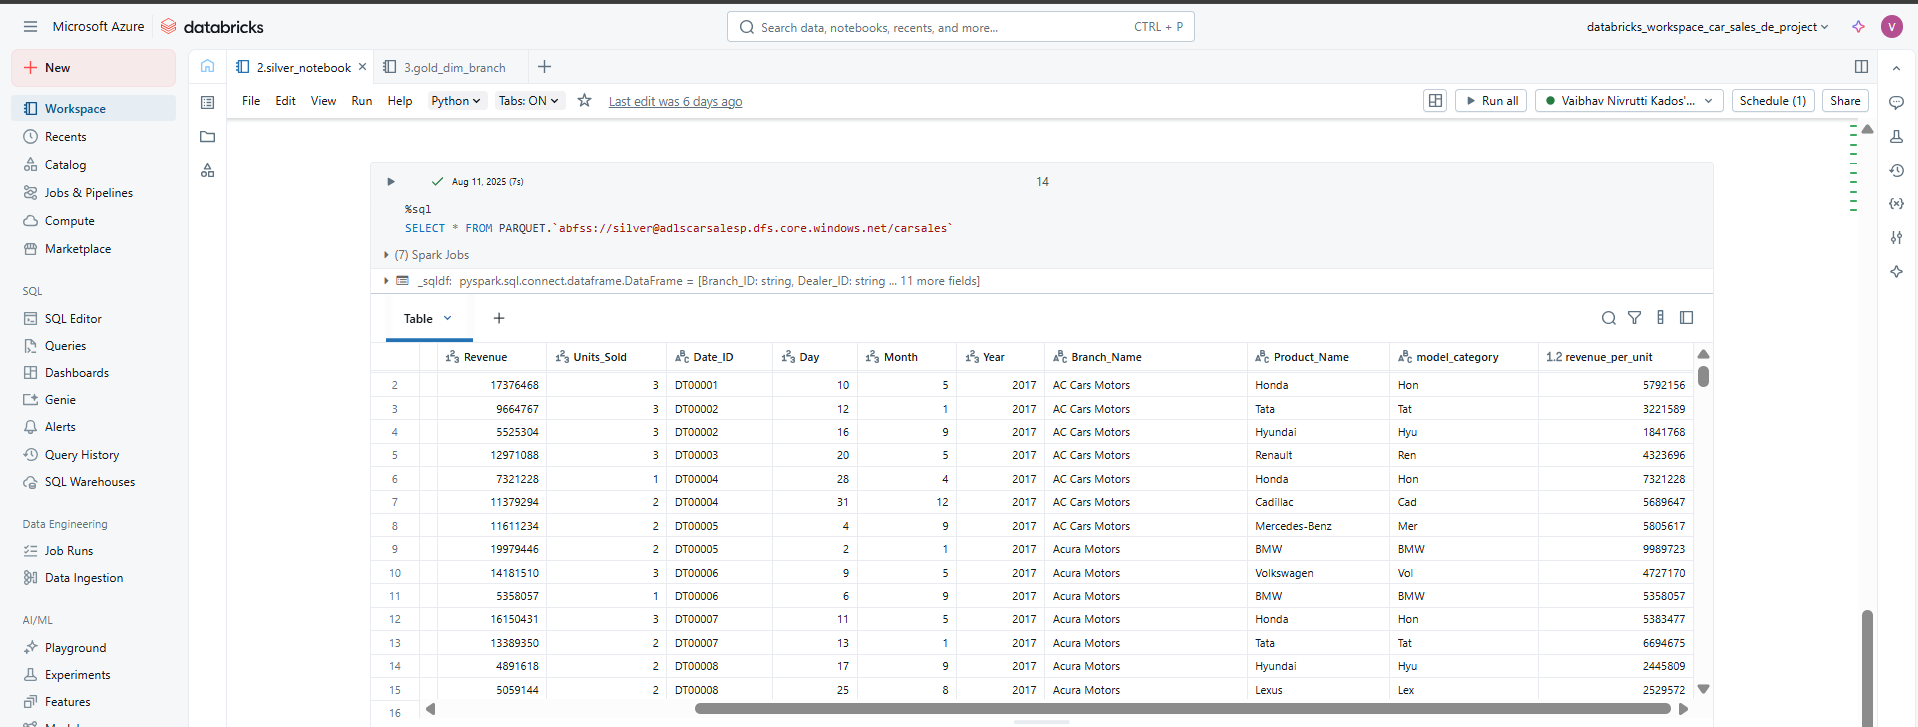 Microsoft Azure databricks
Search data, notebooks, recents, and more... CTRL + P
databricks_workspace_car_sales_de_project
V
New
Workspace
Recents
Catalog
Jobs & Pipelines
Compute
Marketplace
SQL
SQL Editor
Queries
Dashboards
Genie
Alerts
Query History
SQL Warehouses
Data Engineering
Job Runs
Data Ingestion
AI/ML
Playground
Experiments
Features
2.silver_notebook 3.gold_dim_branch
File Edit View Run Help Python Tabs: ON Last edit was 6 days ago
Run all Vaibhav Nivrutti Kados'... Schedule (1) Share
Aug 11, 2025 (7s) 14
%sql
SELECT * FROM PARQUET.`abfss://silver@adlscarsalesp.dfs.core.windows.net/carsales`
(7) Spark Jobs
_sqldf: pyspark.sql.connect.dataframe.DataFrame = [Branch_ID: string, Dealer_ID: string ... 11 more fields]
Table
Revenue Units_Sold Date_ID Day Month Year Branch_Name Product_Name model_category 1.2 revenue_per_unit
2 17376468 3 DT00001 10 5 2017 AC Cars Motors Honda Hon 5792156
3 9664767 3 DT00002 12 1 2017 AC Cars Motors Tata Tat 3221589
4 5525304 3 DT00002 16 9 2017 AC Cars Motors Hyundai Hyu 1841768
5 12971088 3 DT00003 20 5 2017 AC Cars Motors Renault Ren 4323696
6 7321228 1 DT00004 28 4 2017 AC Cars Motors Honda Hon 7321228
7 11379294 2 DT00004 31 12 2017 AC Cars Motors Cadillac Cad 5689647
8 11611234 2 DT00005 4 9 2017 AC Cars Motors Mercedes-Benz Mer 5805617
9 19979446 2 DT00005 2 1 2017 Acura Motors BMW BMW 9989723
10 14181510 3 DT00006 9 5 2017 Acura Motors Volkswagen Vol 4727170
11 5358057 1 DT00006 6 9 2017 Acura Motors BMW BMW 5358057
12 16150431 3 DT00007 11 5 2017 Acura Motors Honda Hon 5383477
13 13389350 2 DT00007 13 1 2017 Acura Motors Tata Tat 6694675
14 4891618 2 DT00008 17 9 2017 Acura Motors Hyundai Hyu 2445809
15 5059144 2 DT00008 25 8 2017 Acura Motors Lexus Lex 2529572
16